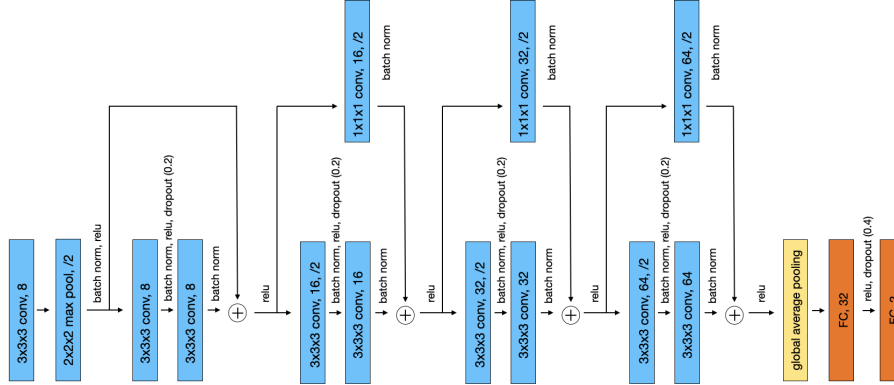 3x3x3 conv, 8
2x2x2 max pool, /2
batch norm, relu
3x3x3 conv, 8
batch norm, relu, dropout (0.2)
3x3x3 conv, 8
batch norm
relu
1x1x1 conv, 16, /2
batch norm
3x3x3 conv, 16, /2
batch norm, relu, dropout (0.2)
3x3x3 conv, 16
batch norm
relu
1x1x1 conv, 32, /2
batch norm
3x3x3 conv, 32, /2
batch norm, relu, dropout (0.2)
3x3x3 conv, 32
batch norm
relu
1x1x1 conv, 64, /2
batch norm
3x3x3 conv, 64, /2
batch norm, relu, dropout (0.2)
3x3x3 conv, 64
batch norm
relu
global average pooling
FC, 32
relu, dropout (0.4)
FC,